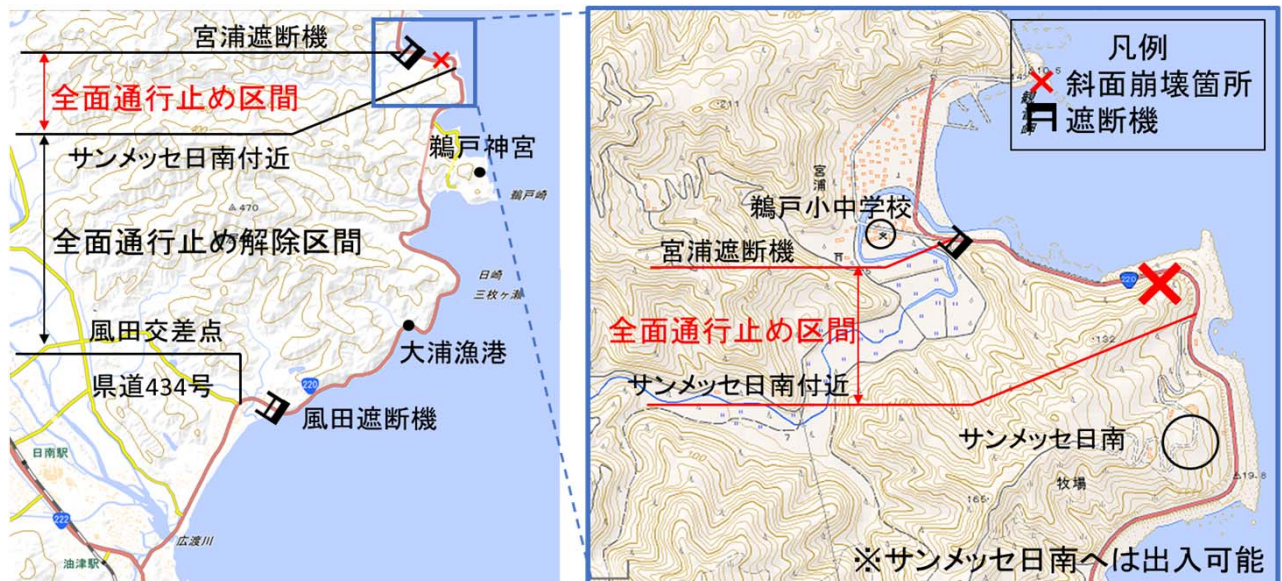 宮浦遮断機
全面通行止め区間
サンメッセ日南付近
鵜戸神宮
鵜戸崎
470
400
全面通行止め解除区間
日崎
三枚ヶ瀬
風田交差点
大浦漁港
県道434号
220
風田遮断機
日南駅
222
広渡川
油津駅
凡例
斜面崩壊箇所
遮断機
211
宮浦
鵜戸小中学校
宮浦遮断機
220
全面通行止め区間
132
サンメッセ日南付近
7
サンメッセ日南
牧場
165
19.8
※サンメッセ日南へは出入可能